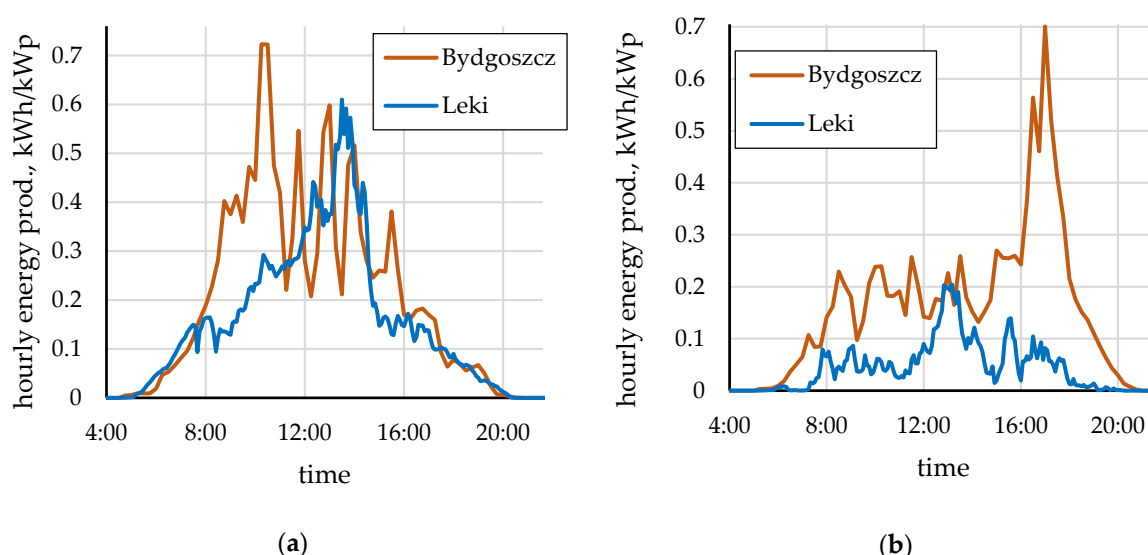 hourly energy prod., kWh/kWp
0.7
0.6
0.5
0.4
0.3
0.2
0.1
0
Bydgoszcz
Leki
4:00 8:00 12:00 16:00 20:00
time
(a)
hourly energy prod., kWh/kWp
0.7
0.6
0.5
0.4
0.3
0.2
0.1
0
Bydgoszcz
Leki
4:00 8:00 12:00 16:00 20:00
time
(b)